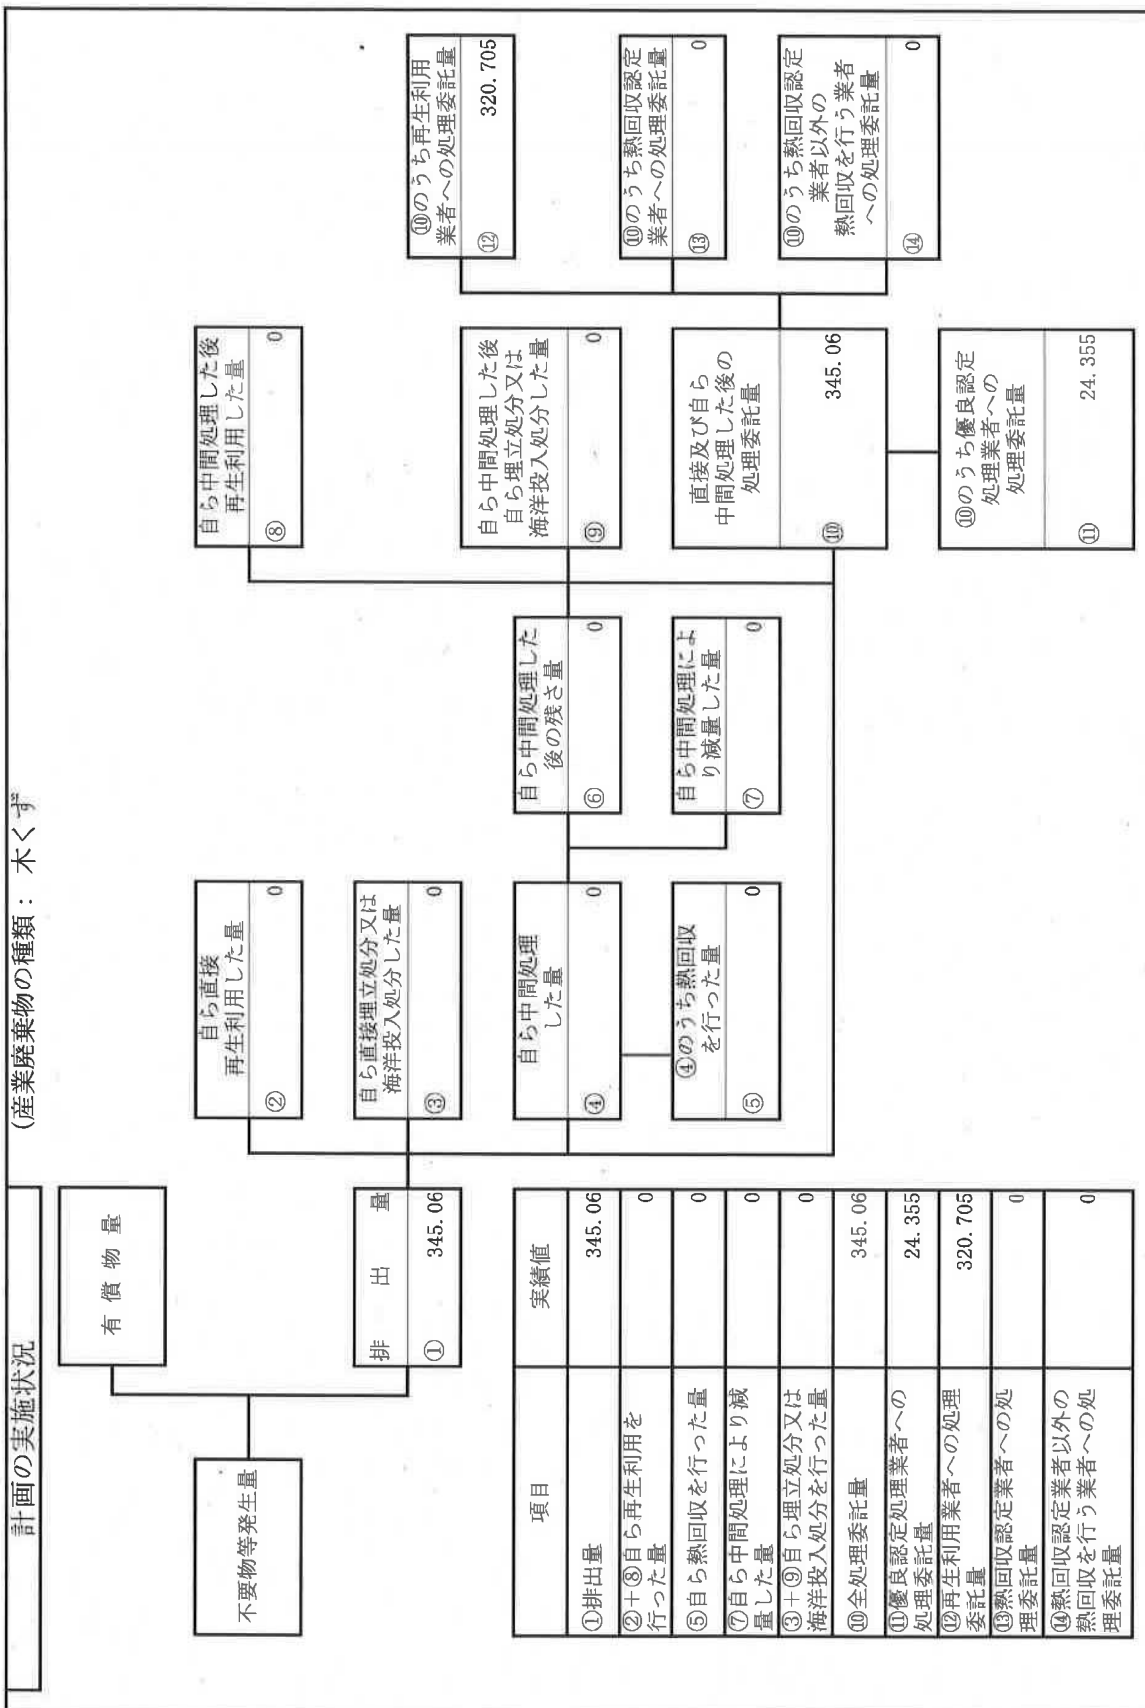 計画の実施状況
(産業廃棄物の種類： 木くず
不要物等発生量
有償物量
排出量
① 345.06
自ら直接
再生利用した量
② 0
自ら直接埋立処分又は
海洋投入処分した量
③ 0
自ら中間処理
した量
④ 0
④のうち熱回収
を行った量
⑤ 0
自ら中間処理した
後の残さ量
⑥ 0
自ら中間処理によ
り減量した量
⑦ 0
自ら中間処理した後
再生利用した量
⑧ 0
自ら中間処理した後
自ら埋立処分又は
海洋投入処分した量
⑨ 0
直接及び自ら
中間処理した後の
処理委託量
⑩ 345.06
⑩のうち優良認定
処理業者への
処理委託量
⑪ 24.355
⑩のうち再生利用
業者への処理委託量
⑫ 320.705
⑩のうち熱回収認定
業者への処理委託量
⑬ 0
⑩のうち熱回収認定
業者以外の
熱回収を行う業者
への処理委託量
⑭ 0
項目 実績値
①排出量 345.06
②+⑧自ら再生利用を
行った量 0
⑤自ら熱回収を行った量 0
⑦自ら中間処理により減
量した量 0
③+⑨自ら埋立処分又は
海洋投入処分を行った量 0
⑩全処理委託量 345.06
⑪優良認定処理業者への
処理委託量 24.355
⑫再生利用業者への処理
委託量 320.705
⑬熱回収認定業者への処
理委託量 0
⑭熱回収認定業者以外の
熱回収を行う業者への処
理委託量 0